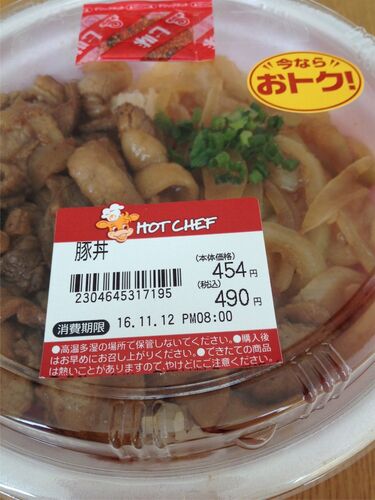 七味
今なら
おトク!
HOT CHEF
豚丼
(本体価格) 454円
(税込) 490円
2304645317195
消費期限 16.11.12 PM08:00
●高温多湿の場所で保管しないでください。●購入後
はお早めにお召し上がりください。●できたての商品
は熱いことがありますので、やけどにご注意ください。